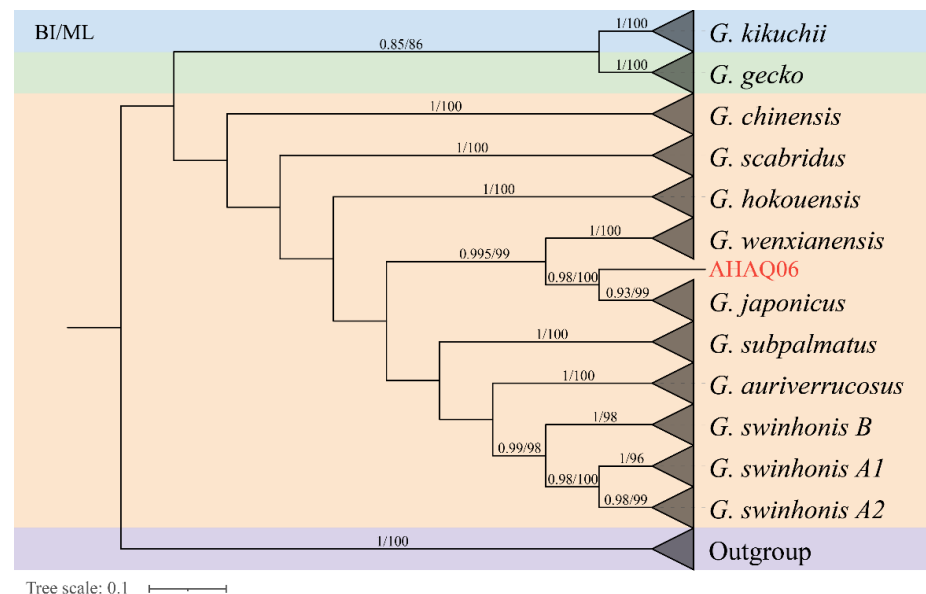 BI/ML
1/100
G. kikuchii
0.85/86
1/100
G. gecko
1/100
G. chinensis
1/100
G. scabridus
1/100
G. hokouensis
1/100
G. wenxianensis
0.995/99
0.98/100
AHAQ06
0.93/99
G. japonicus
1/100
G. subpalmatus
1/100
G. auriverrucosus
1/98
G. swinhonis B
0.99/98
1/96
G. swinhonis A1
0.98/100
0.98/99
G. swinhonis A2
1/100
Outgroup
Tree scale: 0.1